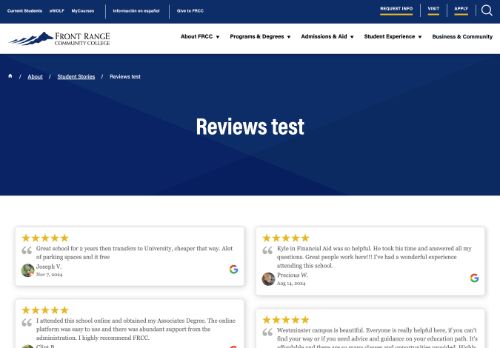 Current Students eWOLF MyCourses Información en español Give to FRCC REQUEST INFO VISIT APPLY
FRONT RANGE
COMMUNITY COLLEGE
About FRCC Programs & Degrees Admissions & Aid Student Experience Business & Community
/ About / Student Stories / Reviews test
Reviews test
Great school for 2 years then transfers to University, cheaper that way. Alot
of parking spaces and it free
Joseph V.
Nov 7, 2024
Kyle in Financial Aid was so helpful. He took his time and answered all my
questions. Great people work here!! I've had a wonderful experience
attending this school.
Precious W.
Aug 14, 2024
I attended this school online and obtained my Associates Degree. The online
platform was easy to use and there was abundant support from the
administration. I highly recommend FRCC.
Westminster campus is beautiful. Everyone is really helpful here, if you can't
find your way or if you need advice and guidance on your education path. It's